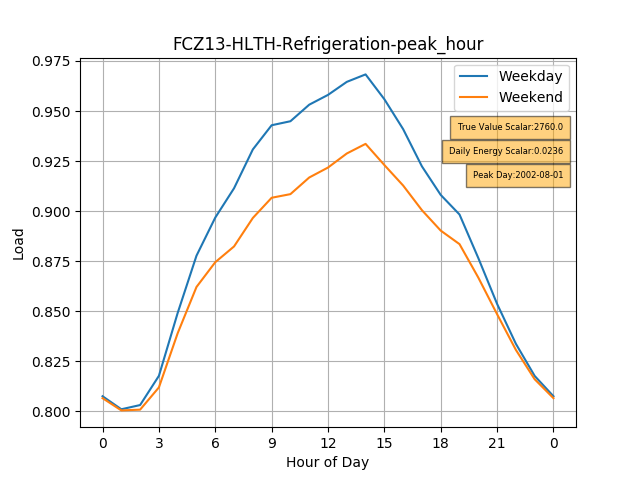 FCZ13-HLTH-Refrigeration-peak_hour
Weekday
Weekend
True Value Scalar:2760.0
Daily Energy Scalar:0.0236
Peak Day:2002-08-01
Load
0.975
0.950
0.925
0.900
0.875
0.850
0.825
0.800
0 3 6 9 12 15 18 21 0
Hour of Day